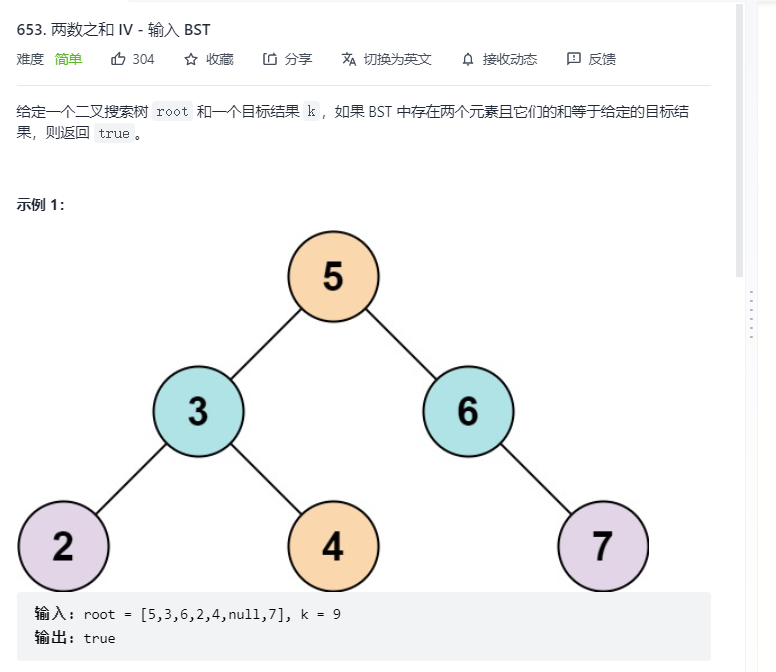 653. 两数之和 IV - 输入 BST
难度 简单 304 收藏 分享 切换为英文 接收动态 反馈
给定一个二叉搜索树 root 和一个目标结果 k，如果 BST 中存在两个元素且它们的和等于给定的目标结
果，则返回 true。
示例 1：
5
3 6
2 4 7
输入：root = [5,3,6,2,4,null,7], k = 9
输出：true